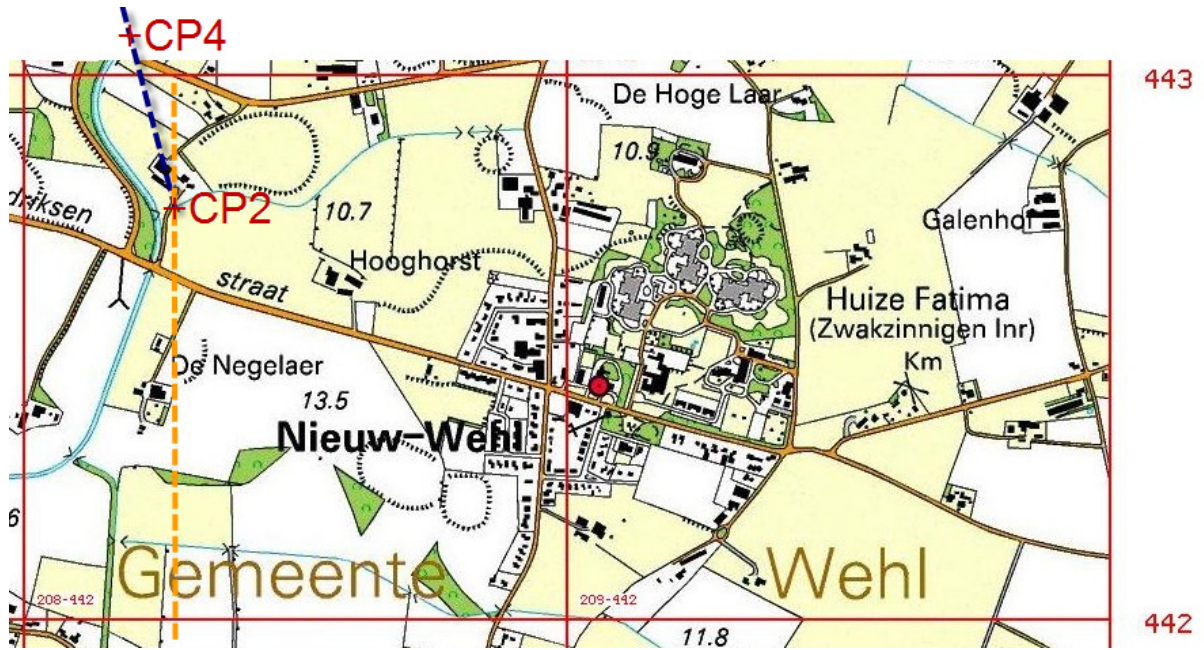 +CP4
443
De Hoge Laar
10.9
driksen
+CP2
10.7
Galenhof
Hooghorst
straat
Huize Fatima
(Zwakzinnigen Inr)
Km
De Negelaer
13.5
Nieuw-Wehl
6
Gemeente Wehl
208-442
209-442
11.8
442